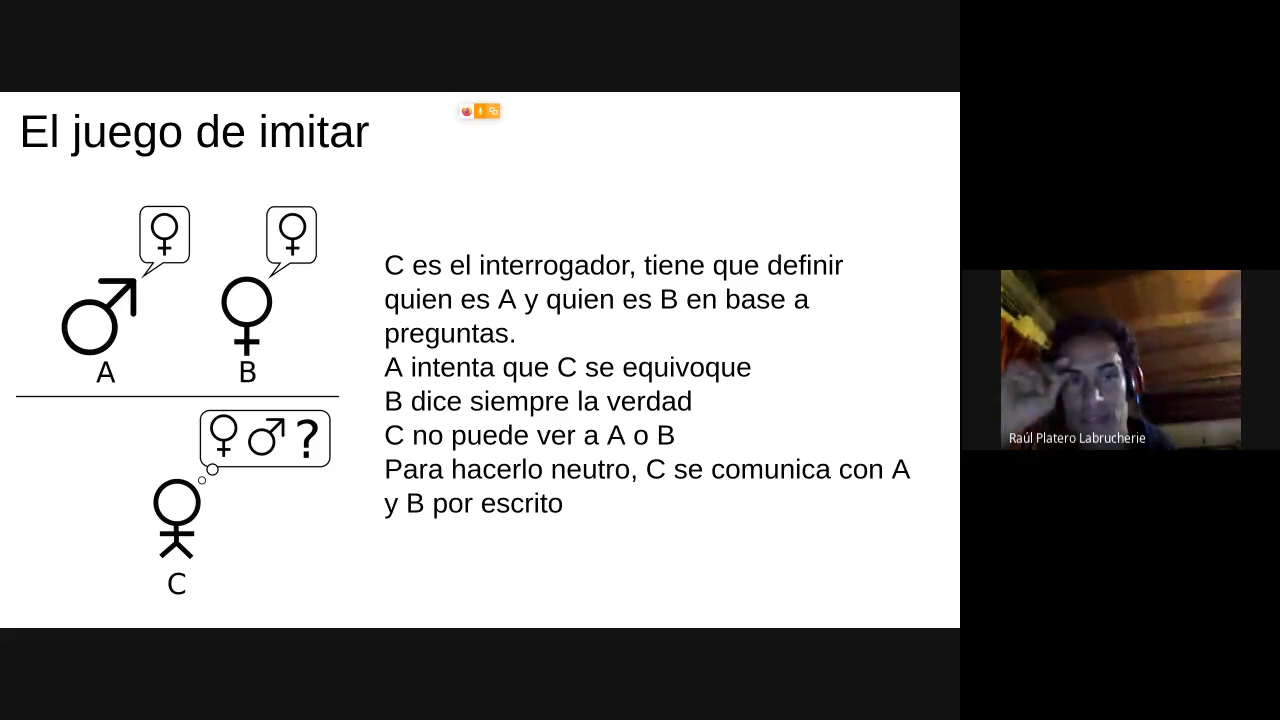 El juego de imitar
A
B
?
C
C es el interrogador, tiene que definir
quien es A y quien es B en base a
preguntas.
A intenta que C se equivoque
B dice siempre la verdad
C no puede ver a A o B
Para hacerlo neutro, C se comunica con A
y B por escrito
Raúl Platero Labrucherie